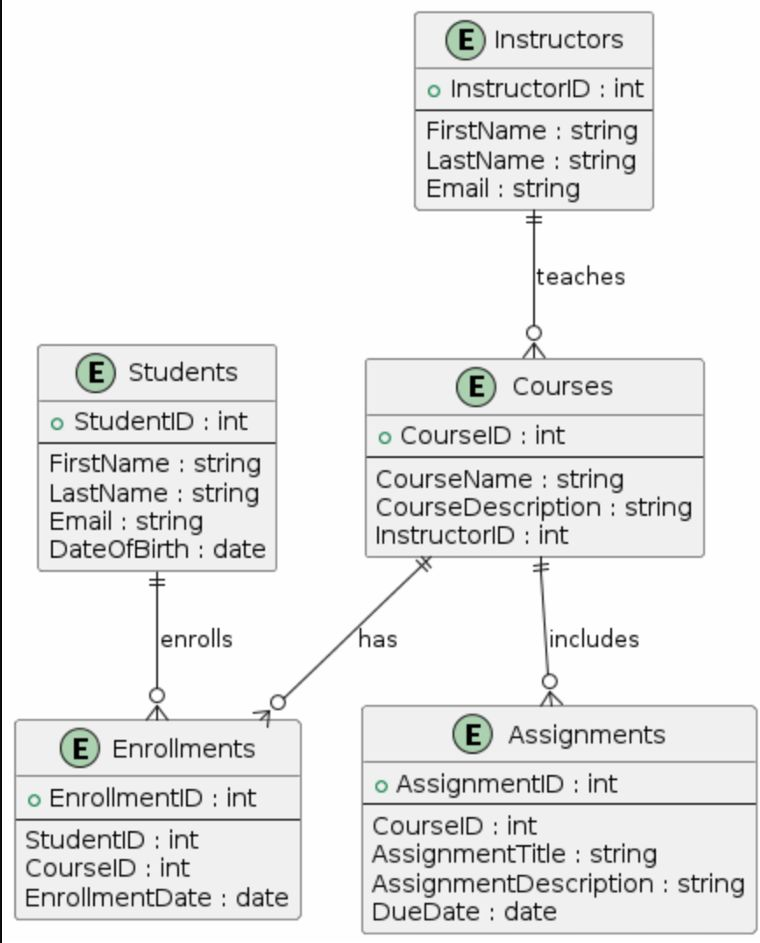 E Instructors
InstructorID : int
FirstName : string
LastName : string
Email : string
teaches
E Students
StudentID : int
FirstName : string
LastName : string
Email : string
DateOfBirth : date
E Courses
CourseID : int
CourseName : string
CourseDescription : string
InstructorID : int
enrolls
has
includes
E Enrollments
EnrollmentID : int
StudentID : int
CourseID : int
EnrollmentDate : date
E Assignments
AssignmentID : int
CourseID : int
AssignmentTitle : string
AssignmentDescription : string
DueDate : date